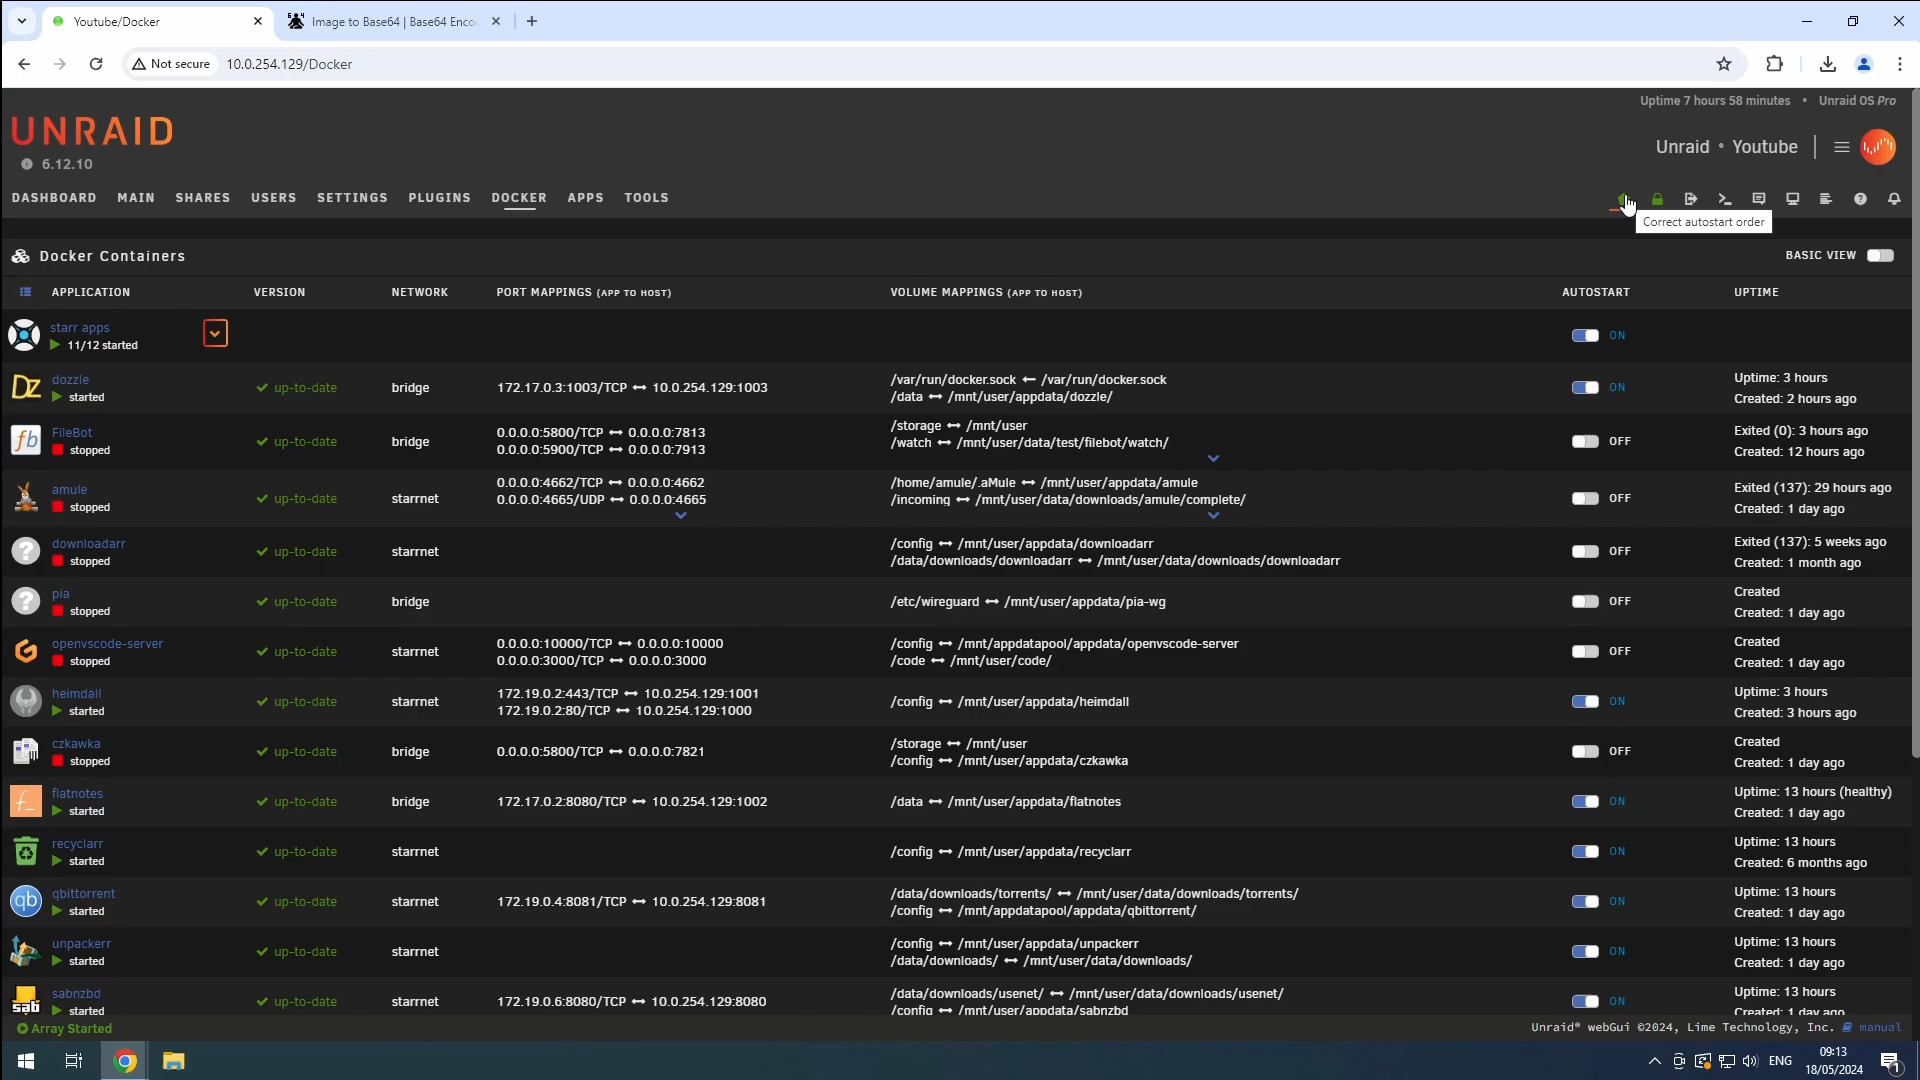 Youtube/Docker
Image to Base64 | Base64 Enco
Not secure
10.0.254.129/Docker
Uptime 7 hours 58 minutes • Unraid OS Pro
UNRAID
6.12.10
Unraid • Youtube
DASHBOARD MAIN SHARES USERS SETTINGS PLUGINS DOCKER APPS TOOLS
Correct autostart order
Docker Containers
BASIC VIEW
APPLICATION VERSION NETWORK PORT MAPPINGS (APP TO HOST) VOLUME MAPPINGS (APP TO HOST) AUTOSTART UPTIME
starr apps
11/12 started
ON
dozzle
started
up-to-date
bridge
172.17.0.3:1003/TCP ↔ 10.0.254.129:1003
/var/run/docker.sock ← /var/run/docker.sock
/data ↔ /mnt/user/appdata/dozzle/
ON
Uptime: 3 hours
Created: 2 hours ago
fb
FileBot
stopped
up-to-date
bridge
0.0.0.0:5800/TCP ↔ 0.0.0.0:7813
0.0.0.0:5900/TCP ↔ 0.0.0.0:7913
/storage ↔ /mnt/user
/watch ↔ /mnt/user/data/test/filebot/watch/
OFF
Exited (0): 3 hours ago
Created: 12 hours ago
amule
stopped
up-to-date
starrnet
0.0.0.0:4662/TCP ↔ 0.0.0.0:4662
0.0.0.0:4665/UDP ↔ 0.0.0.0:4665
/home/amule/.aMule ↔ /mnt/user/appdata/amule
/incoming ↔ /mnt/user/data/downloads/amule/complete/
OFF
Exited (137): 29 hours ago
Created: 1 day ago
downloadarr
stopped
up-to-date
starrnet
/config ↔ /mnt/user/appdata/downloadarr
/data/downloads/downloadarr ↔ /mnt/user/data/downloads/downloadarr
OFF
Exited (137): 5 weeks ago
Created: 1 month ago
pia
stopped
up-to-date
bridge
/etc/wireguard ↔ /mnt/user/appdata/pia-wg
OFF
Created
Created: 1 day ago
openvscode-server
stopped
up-to-date
starrnet
0.0.0.0:10000/TCP ↔ 0.0.0.0:10000
0.0.0.0:3000/TCP ↔ 0.0.0.0:3000
/config ↔ /mnt/appdatapool/appdata/openvscode-server
/code ↔ /mnt/user/code/
OFF
Created
Created: 1 day ago
heimdall
started
up-to-date
starrnet
172.19.0.2:443/TCP ↔ 10.0.254.129:1001
172.19.0.2:80/TCP ↔ 10.0.254.129:1000
/config ↔ /mnt/user/appdata/heimdall
ON
Uptime: 3 hours
Created: 3 hours ago
czkawka
stopped
up-to-date
bridge
0.0.0.0:5800/TCP ↔ 0.0.0.0:7821
/storage ↔ /mnt/user
/config ↔ /mnt/user/appdata/czkawka
OFF
Created
Created: 1 day ago
f_
flatnotes
started
up-to-date
bridge
172.17.0.2:8080/TCP ↔ 10.0.254.129:1002
/data ↔ /mnt/user/appdata/flatnotes
ON
Uptime: 13 hours (healthy)
Created: 1 day ago
recyclarr
started
up-to-date
starrnet
/config ↔ /mnt/user/appdata/recyclarr
ON
Uptime: 13 hours
Created: 6 months ago
qb
qbittorrent
started
up-to-date
starrnet
172.19.0.4:8081/TCP ↔ 10.0.254.129:8081
/data/downloads/torrents/ ↔ /mnt/user/data/downloads/torrents/
/config ↔ /mnt/appdatapool/appdata/qbittorrent/
ON
Uptime: 13 hours
Created: 1 day ago
unpackerr
started
up-to-date
starrnet
/config ↔ /mnt/user/appdata/unpackerr
/data/downloads/ ↔ /mnt/user/data/downloads/
ON
Uptime: 13 hours
Created: 1 day ago
sab
sabnzbd
started
up-to-date
starrnet
172.19.0.6:8080/TCP ↔ 10.0.254.129:8080
/data/downloads/usenet/ ↔ /mnt/user/data/downloads/usenet/
/config ↔ /mnt/user/appdata/sabnzbd
ON
Uptime: 13 hours
Created: 1 day ago
Array Started
Unraid® webGui ©2024, Lime Technology, Inc. manual
ENG
09:13
18/05/2024
1